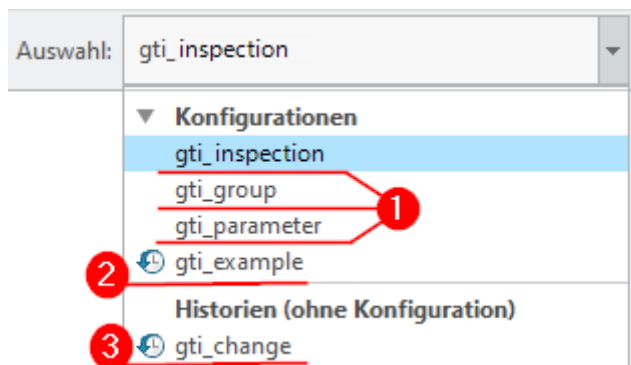 Auswahl: gti_inspection
Konfigurationen
gti_inspection
gti_group
1
gti_parameter
2 gti_example
Historien (ohne Konfiguration)
3 gti_change